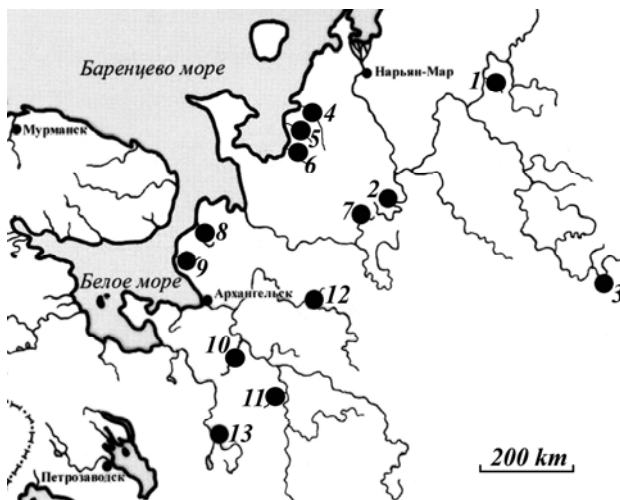 Баренцево море
Нарьян-Мар
1
Мурманск
4
5
6
2
7
8
9
Белое море
Архангельск
12
3
10
11
13
Петрозаводск
200 km